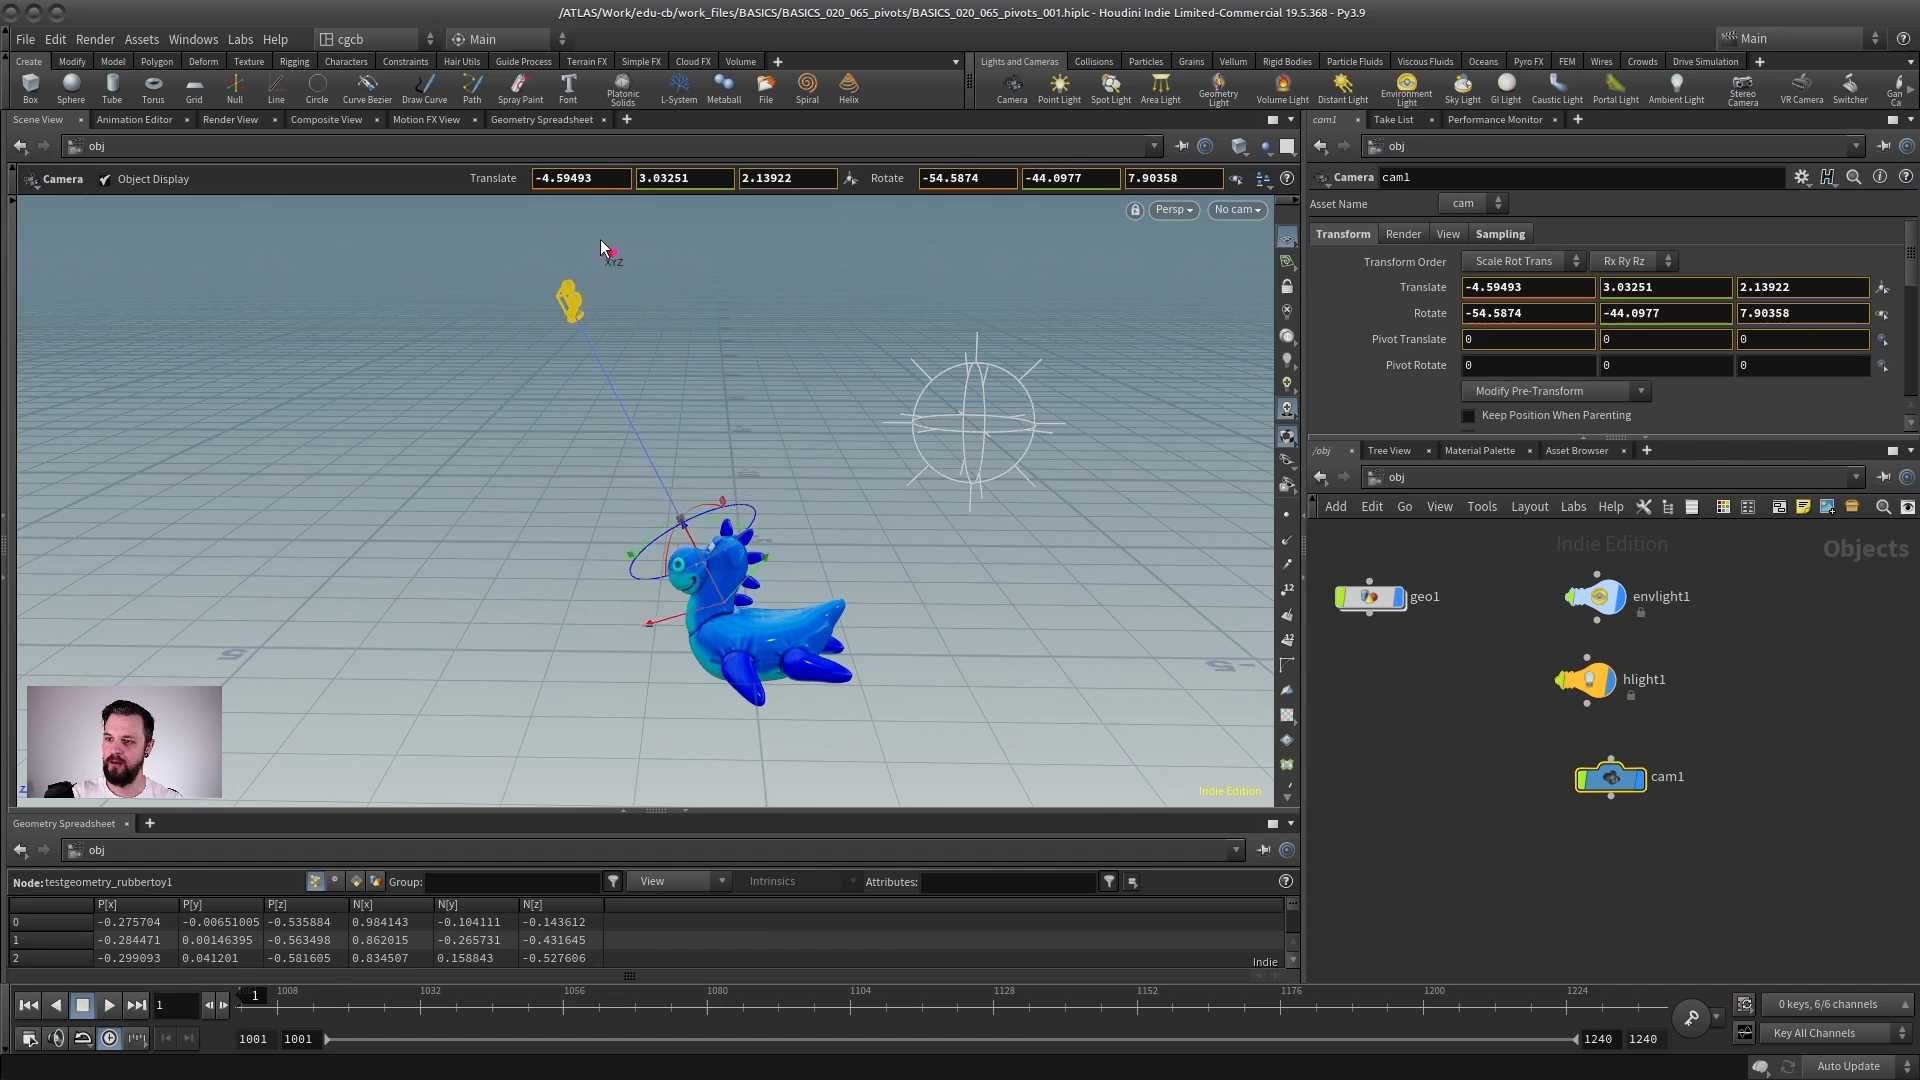 /ATLAS/Work/edu-cb/work_files/BASICS/BASICS_020_065_pivots/BASICS_020_065_pivots_001.hiplc - Houdini Indie Limited-Commercial 19.5.368 - Py3.9
File Edit Render Assets Windows Labs Help cgcb Main Main
Create Modify Model Polygon Deform Texture Rigging Characters Constraints Hair Utils Guide Process Terrain FX Simple FX Cloud FX Volume
Lights and Cameras Collisions Particles Grains Vellum Rigid Bodies Particle Fluids Viscous Fluids Oceans Pyro FX FEM Wires Crowds Drive Simulation
Box Sphere Tube Torus Grid Null Line Circle Curve Bezier Draw Curve Path Spray Paint Font Platonic Solids L-System Metaball File Spiral Helix
Camera Point Light Spot Light Area Light Geometry Light Volume Light Distant Light Environment Light Sky Light GI Light Caustic Light Portal Light Ambient Light Stereo Camera VR Camera Switcher Gan Ca
Scene View Animation Editor Render View Composite View Motion FX View Geometry Spreadsheet
obj
Camera Object Display Translate -4.59493 3.03251 2.13922 Rotate -54.5874 -44.0977 7.90358
Persp No cam
XYZ
5
-5
z
Indie Edition
cam1 Take List Performance Monitor
obj
Camera cam1
Asset Name cam
Transform Render View Sampling
Transform Order Scale Rot Trans Rx Ry Rz
Translate -4.59493 3.03251 2.13922
Rotate -54.5874 -44.0977 7.90358
Pivot Translate 0 0 0
Pivot Rotate 0 0 0
Modify Pre-Transform
Keep Position When Parenting
/obj Tree View Material Palette Asset Browser
obj
Add Edit Go View Tools Layout Labs Help
Indie Edition Objects
geo1
envlight1
hlight1
cam1
Geometry Spreadsheet
obj
Node: testgeometry_rubbertoy1 Group: View Intrinsics Attributes:
P[x] P[y] P[z] N[x] N[y] N[z]
0 -0.275704 -0.00651005 -0.535884 0.984143 -0.104111 -0.143612
1 -0.284471 0.00146395 -0.563498 0.862015 -0.265731 -0.431645
2 -0.299093 0.041201 -0.581605 0.834507 0.158843 -0.527606
Indie
1 1 1008 1032 1056 1080 1104 1128 1152 1176 1200 1224
0 keys, 6/6 channels
1001 1001 1240 1240
Key All Channels
Auto Update